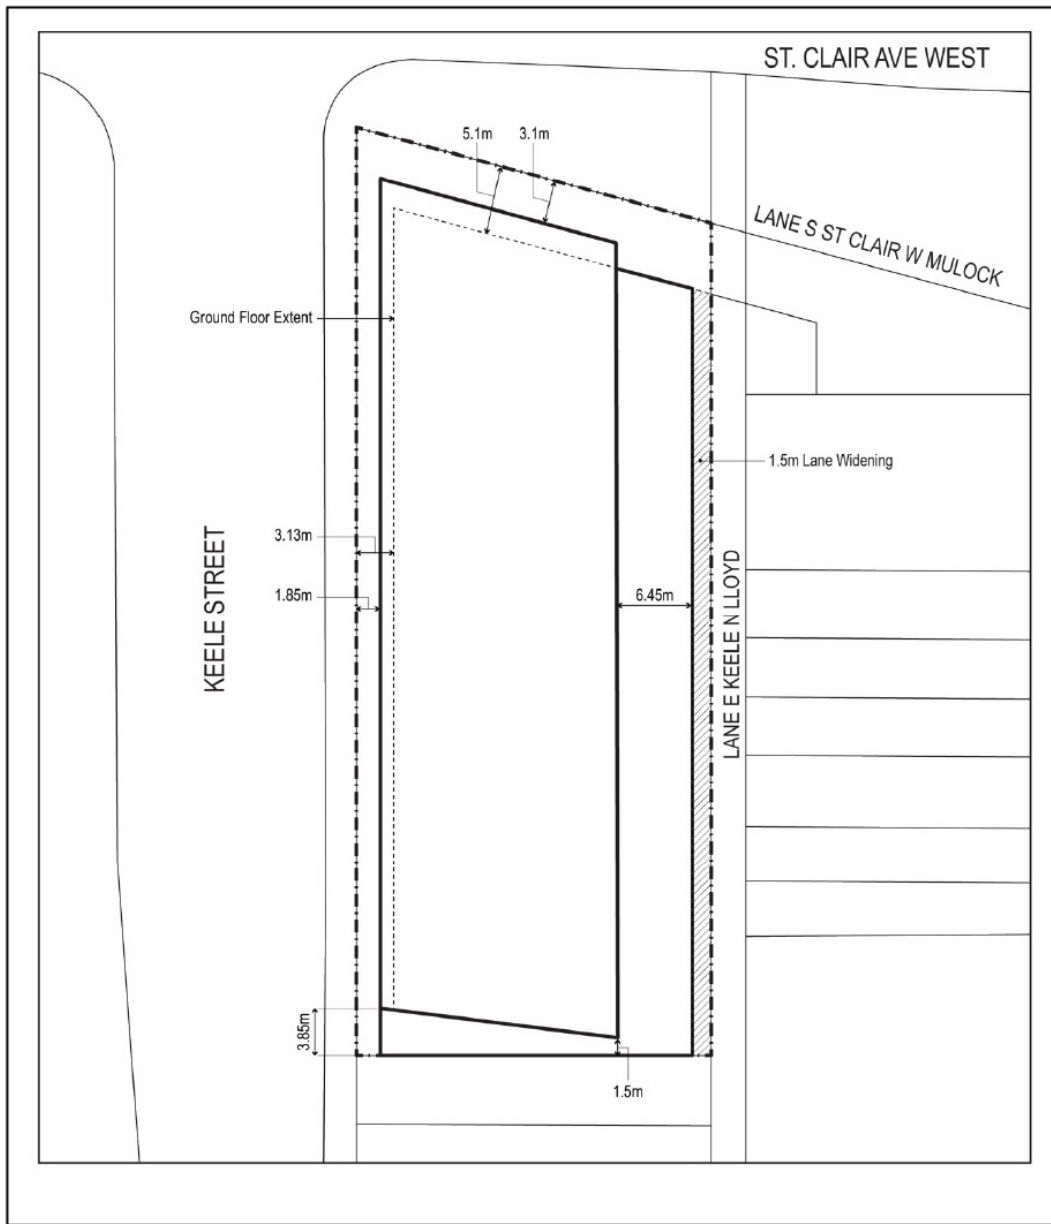 ST. CLAIR AVE WEST
5.1m
3.1m
LANE S ST CLAIR W MULOCK
Ground Floor Extent
1.5m Lane Widening
KEELE STREET
3.13m
1.85m
6.45m
LANE E KEELE N LLOYD
3.85m
1.5m